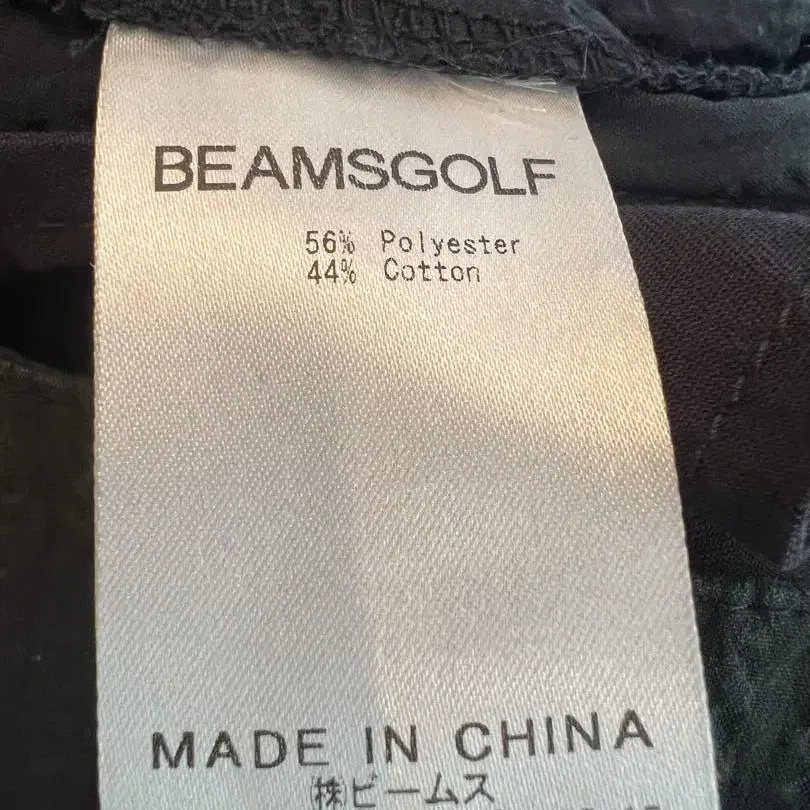 BEAMSGOLF
56% Polyester
44% Cotton
MADE IN CHINA
㈱ビームス